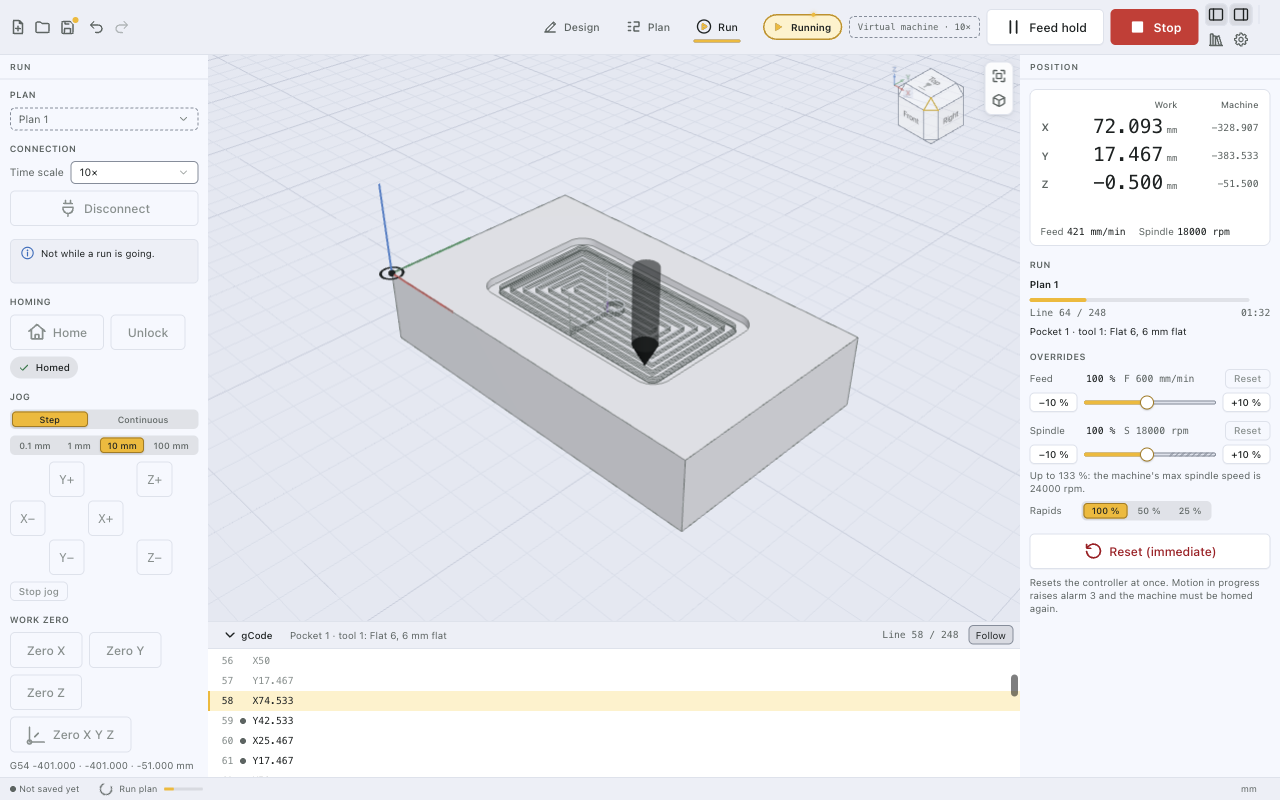 Design
Plan
Run
Running
Virtual machine · 10×
Feed hold
Stop
RUN
PLAN
Plan 1
CONNECTION
Time scale
10×
Disconnect
Not while a run is going.
HOMING
Home
Unlock
Homed
JOG
Step
Continuous
0.1 mm
1 mm
10 mm
100 mm
Y+
Z+
X−
X+
Y−
Z−
Stop jog
WORK ZERO
Zero X
Zero Y
Zero Z
Zero X Y Z
G54 -401.000 · -401.000 · -51.000 mm
Top
Front
Right
gCode
Pocket 1 · tool 1: Flat 6, 6 mm flat
Line 58 / 248
Follow
56 X50
57 Y17.467
58 X74.533
59 Y42.533
60 X25.467
61 Y17.467
POSITION
Work Machine
X 72.093 mm −328.907
Y 17.467 mm −383.533
Z −0.500 mm −51.500
Feed 421 mm/min Spindle 18000 rpm
RUN
Plan 1
Line 64 / 248 01:32
Pocket 1 · tool 1: Flat 6, 6 mm flat
OVERRIDES
Feed 100 % F 600 mm/min Reset
−10 % +10 %
Spindle 100 % S 18000 rpm Reset
−10 % +10 %
Up to 133 %: the machine's max spindle speed is
24000 rpm.
Rapids 100 % 50 % 25 %
Reset (immediate)
Resets the controller at once. Motion in progress
raises alarm 3 and the machine must be homed
again.
Not saved yet
Run plan
mm